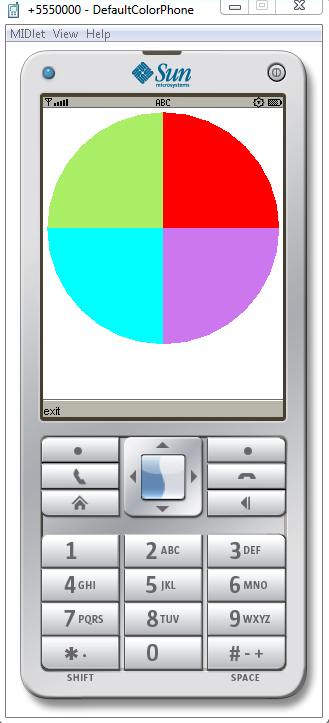 +5550000 - DefaultColorPhone
MIDlet View Help
Sun
microsystems
ABC
exit
1 2 ABC 3 DEF
4 GHI 5 JKL 6 MNO
7 PQRS 8 TUV 9 WXYZ
* . 0 # - +
SHIFT SPACE